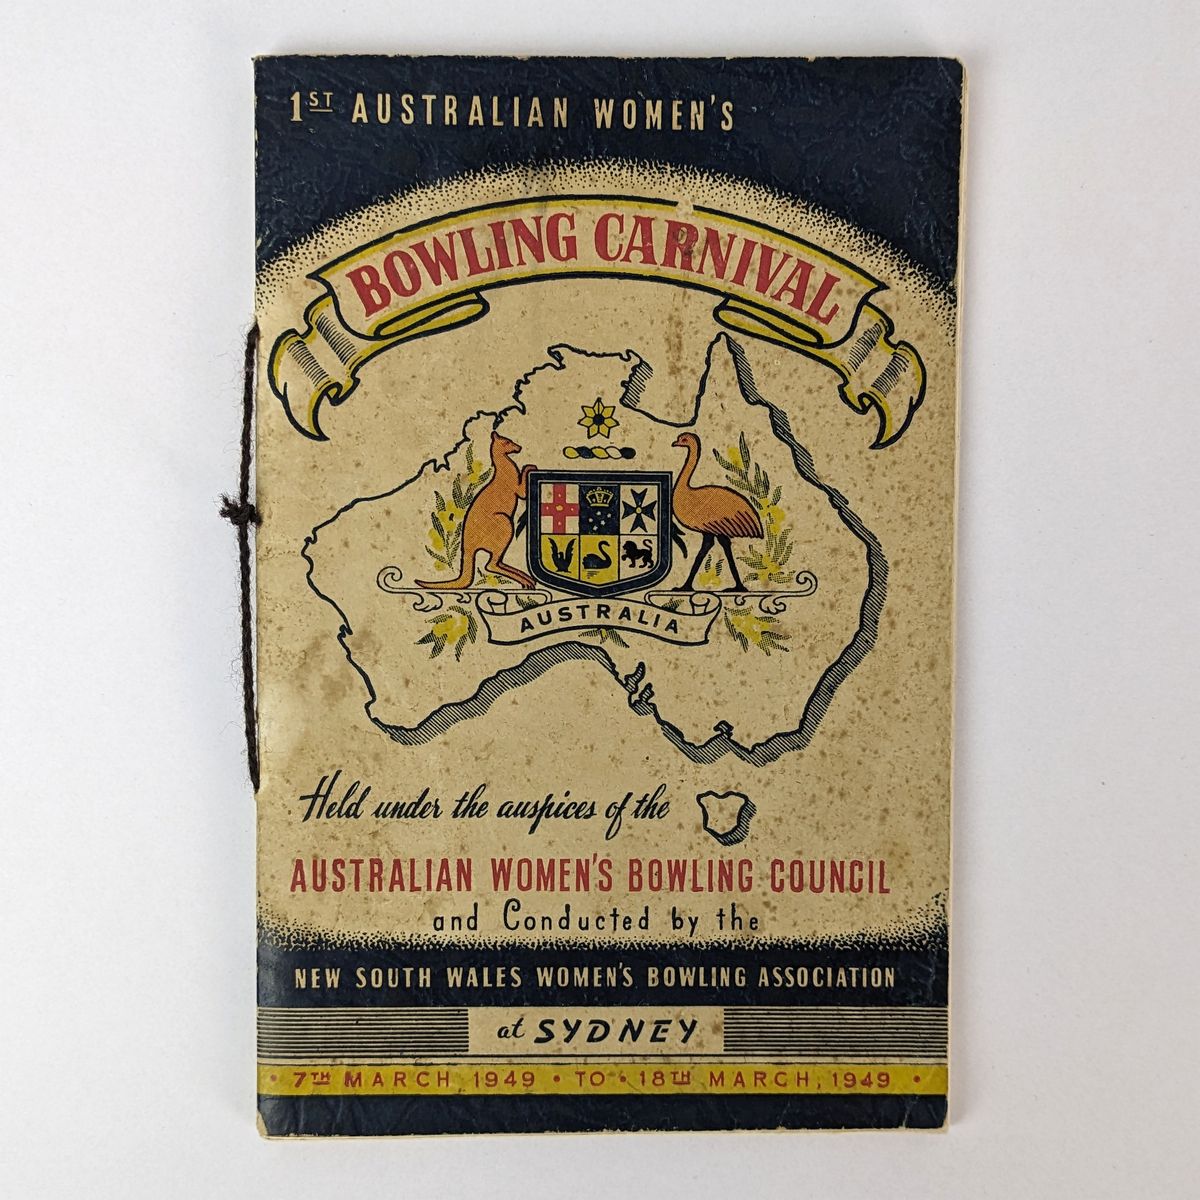 1ST AUSTRALIAN WOMEN'S
BOWLING CARNIVAL
AUSTRALIA
Held under the auspices of the
AUSTRALIAN WOMEN'S BOWLING COUNCIL
and Conducted by the
NEW SOUTH WALES WOMEN'S BOWLING ASSOCIATION
at SYDNEY
• 7TH MARCH 1949 • TO • 18TH MARCH, 1949 •